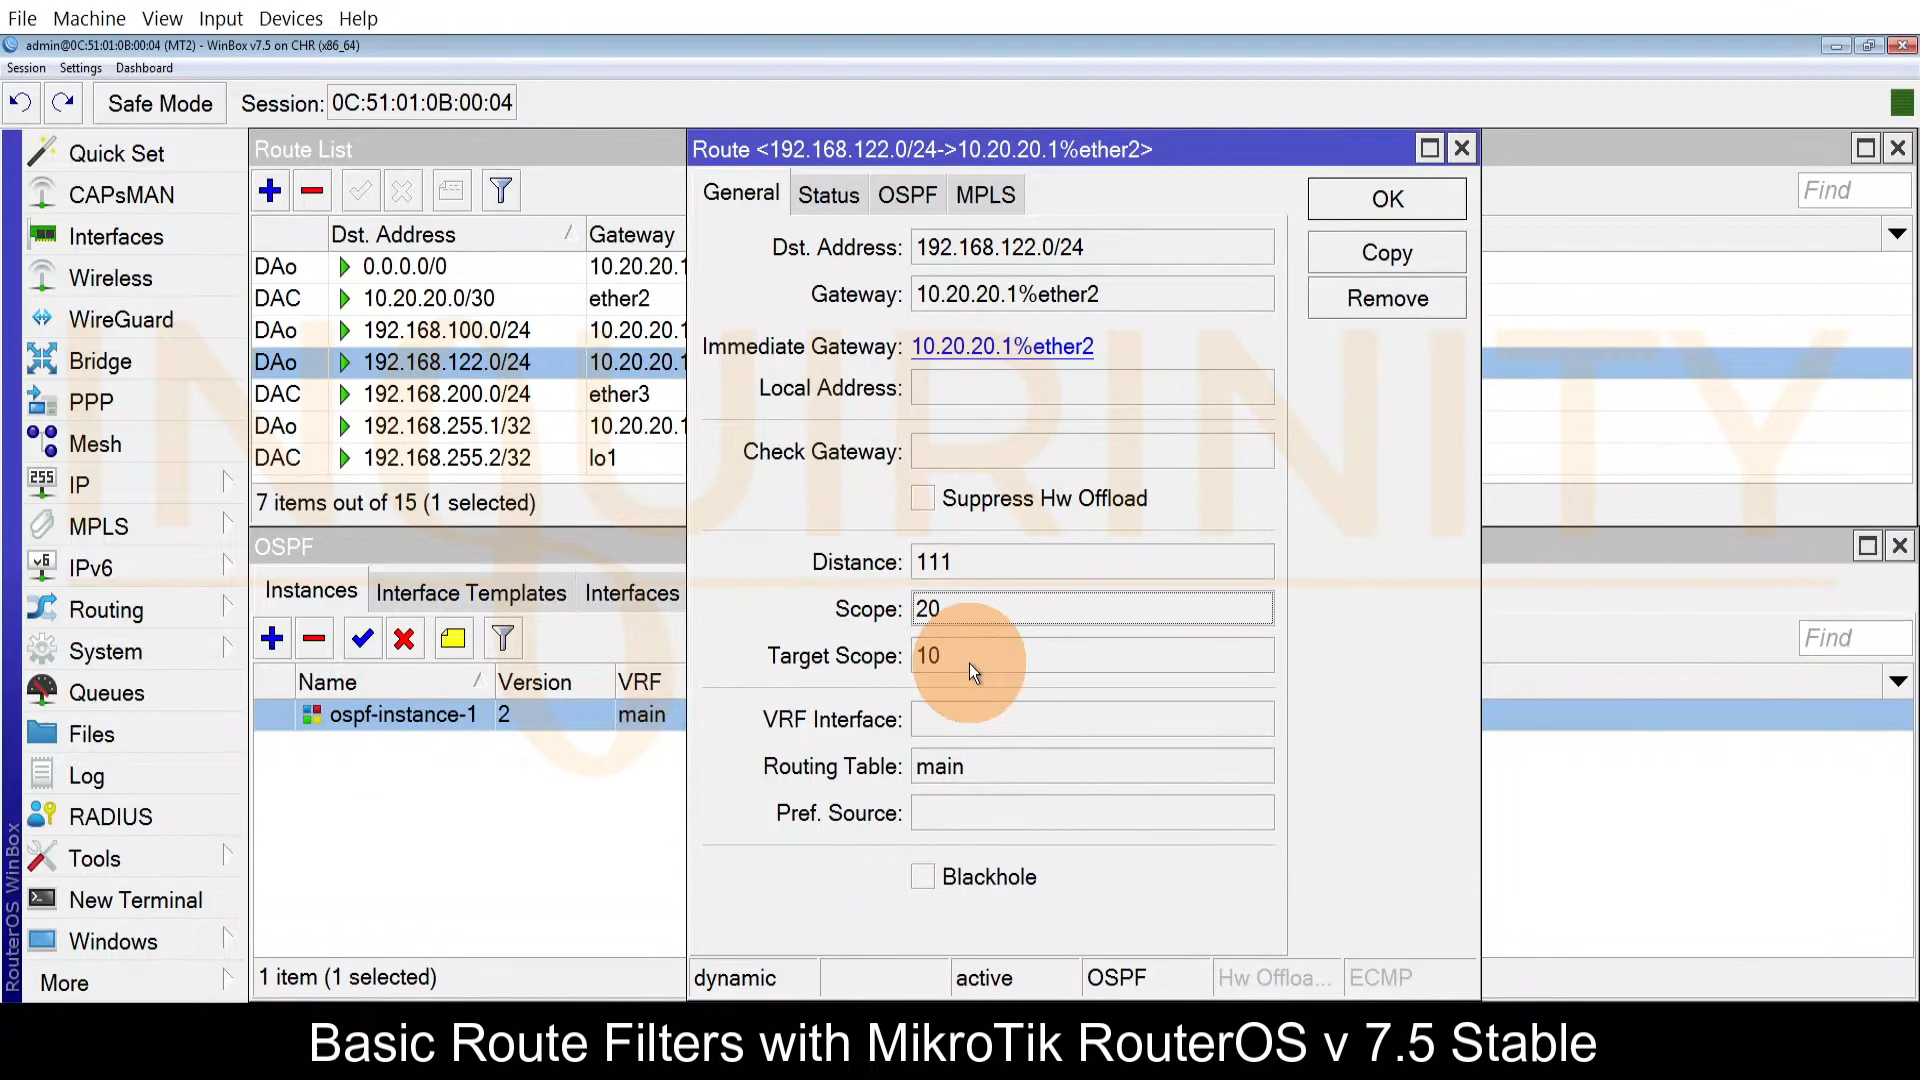 File Machine View Input Devices Help
admin@0C:51:01:0B:00:04 (MT2) - WinBox v7.5 on CHR (x86_64)
Session Settings Dashboard
Safe Mode Session: 0C:51:01:0B:00:04
Quick Set
CAPsMAN
Interfaces
Wireless
WireGuard
Bridge
PPP
Mesh
255 IP
MPLS
v6 IPv6
Routing
System
Queues
Files
Log
RADIUS
Tools
New Terminal
Windows
More
RouterOS WinBox
Route List
Dst. Address Gateway
DAo 0.0.0.0/0 10.20.20.1
DAC 10.20.20.0/30 ether2
DAo 192.168.100.0/24 10.20.20.1
DAo 192.168.122.0/24 10.20.20.1
DAC 192.168.200.0/24 ether3
DAo 192.168.255.1/32 10.20.20.1
DAC 192.168.255.2/32 lo1
7 items out of 15 (1 selected)
OSPF
Instances Interface Templates Interfaces
Name Version VRF
ospf-instance-1 2 main
1 item (1 selected)
Route <192.168.122.0/24->10.20.20.1%ether2>
General Status OSPF MPLS
Dst. Address: 192.168.122.0/24
Gateway: 10.20.20.1%ether2
Immediate Gateway: 10.20.20.1%ether2
Local Address:
Check Gateway:
Suppress Hw Offload
Distance: 111
Scope: 20
Target Scope: 10
VRF Interface:
Routing Table: main
Pref. Source:
Blackhole
dynamic active OSPF Hw Offloa... ECMP
OK
Copy
Remove
Find
Find
INQUIRINITY
Basic Route Filters with MikroTik RouterOS v 7.5 Stable